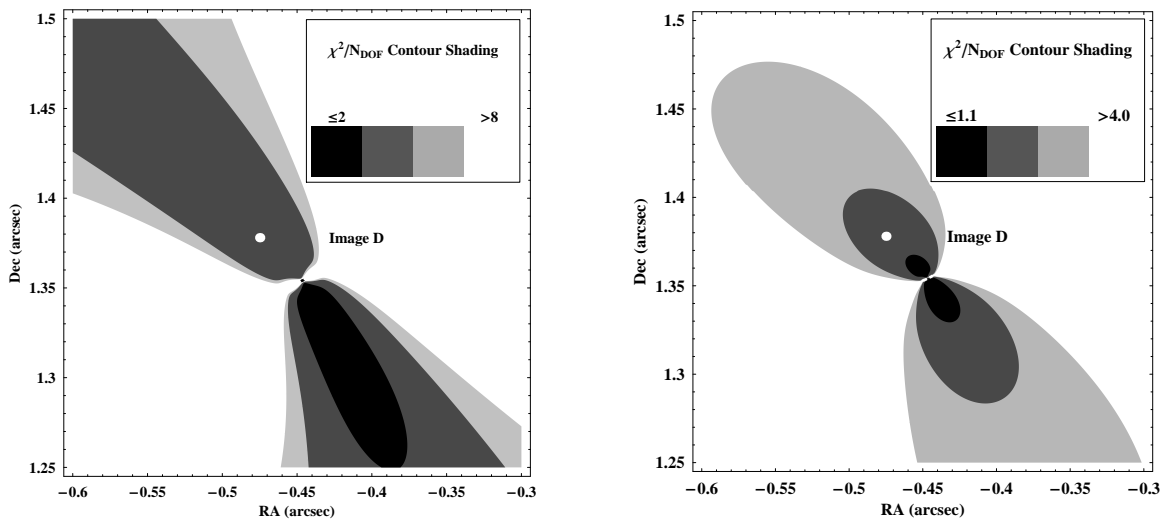 1.5
1.45
1.4
1.35
1.3
1.25
Dec (arcsec)
χ²/N_DOF Contour Shading
≤2 >8
Image D
−0.6 −0.55 −0.5 −0.45 −0.4 −0.35 −0.3
RA (arcsec)
1.5
1.45
1.4
1.35
1.3
1.25
Dec (arcsec)
χ²/N_DOF Contour Shading
≤1.1 >4.0
Image D
−0.6 −0.55 −0.5 −0.45 −0.4 −0.35 −0.3
RA (arcsec)